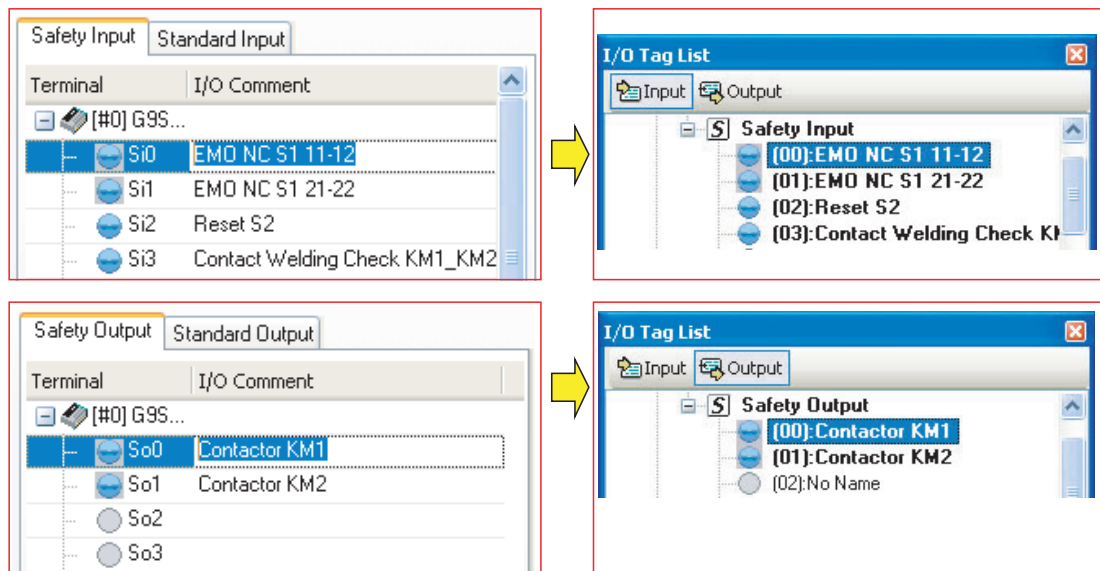 Safety Input Standard Input
Terminal I/O Comment
[#0] G9S...
Si0 EMO NC S1 11-12
Si1 EMO NC S1 21-22
Si2 Reset S2
Si3 Contact Welding Check KM1_KM2
I/O Tag List
Input Output
S Safety Input
(00):EMO NC S1 11-12
(01):EMO NC S1 21-22
(02):Reset S2
(03):Contact Welding Check
Safety Output Standard Output
Terminal I/O Comment
[#0] G9S...
So0 Contactor KM1
So1 Contactor KM2
So2
So3
I/O Tag List
Input Output
S Safety Output
(00):Contactor KM1
(01):Contactor KM2
(02):No Name